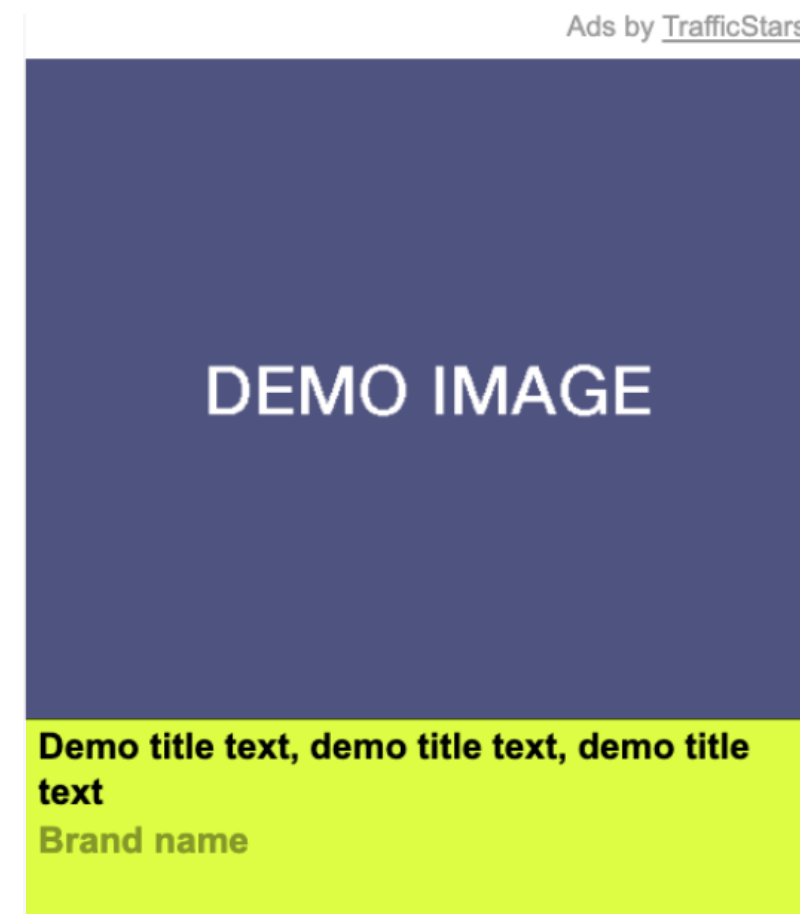 Ads by TrafficStars
DEMO IMAGE
Demo title text, demo title text, demo title
text
Brand name